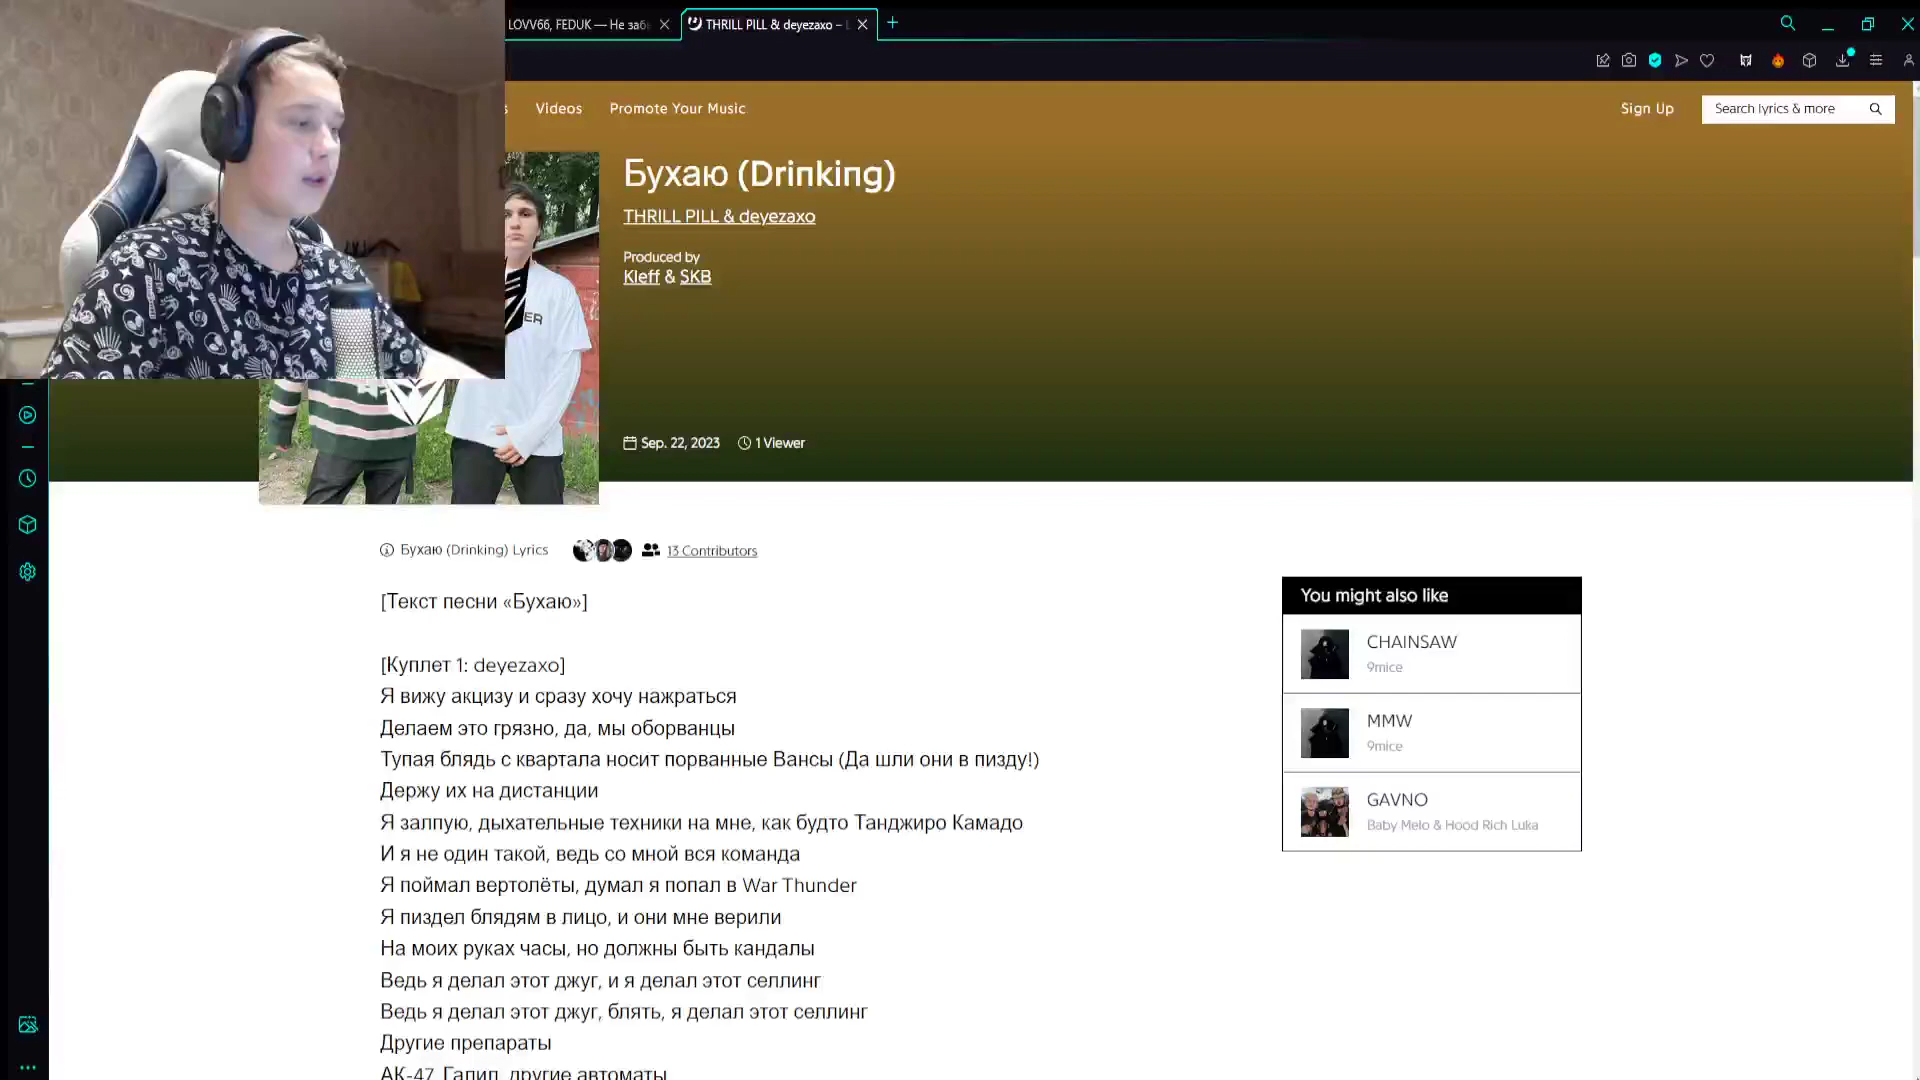 LOVV66, FEDUK — Не заб
THRILL PILL & deyezaxo –
Videos
Promote Your Music
Sign Up
Search lyrics & more
Бухаю (Drinking)
THRILL PILL & deyezaxo
Produced by
Kleff & SKB
ER
Sep. 22, 2023
1 Viewer
Бухаю (Drinking) Lyrics
13 Contributors
[Текст песни «Бухаю»]
[Куплет 1: deyezaxo]
Я вижу акцизу и сразу хочу нажраться
Делаем это грязно, да, мы оборванцы
Тупая блядь с квартала носит порванные Вансы (Да шли они в пизду!)
Держу их на дистанции
Я залпую, дыхательные техники на мне, как будто Танджиро Камадо
И я не один такой, ведь со мной вся команда
Я поймал вертолёты, думал я попал в War Thunder
Я пиздел блядям в лицо, и они мне верили
На моих руках часы, но должны быть кандалы
Ведь я делал этот джуг, и я делал этот селлинг
Ведь я делал этот джуг, блять, я делал этот селлинг
Другие препараты
АК-47, Галил, другие автоматы
You might also like
CHAINSAW
9mice
MMW
9mice
GAVNO
Baby Melo & Hood Rich Luka